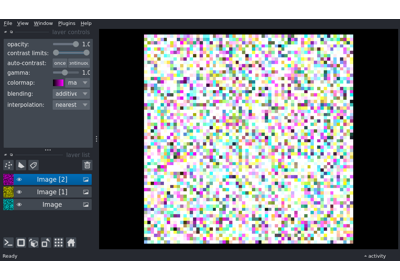 File View Window Plugins Help
layer controls
opacity: 1.0
contrast limits:
auto-contrast: once
gamma: 1.0
colormap: ma
blending: additive
interpolation: nearest
layer list
Image [2]
Image [1]
Image
Ready activity